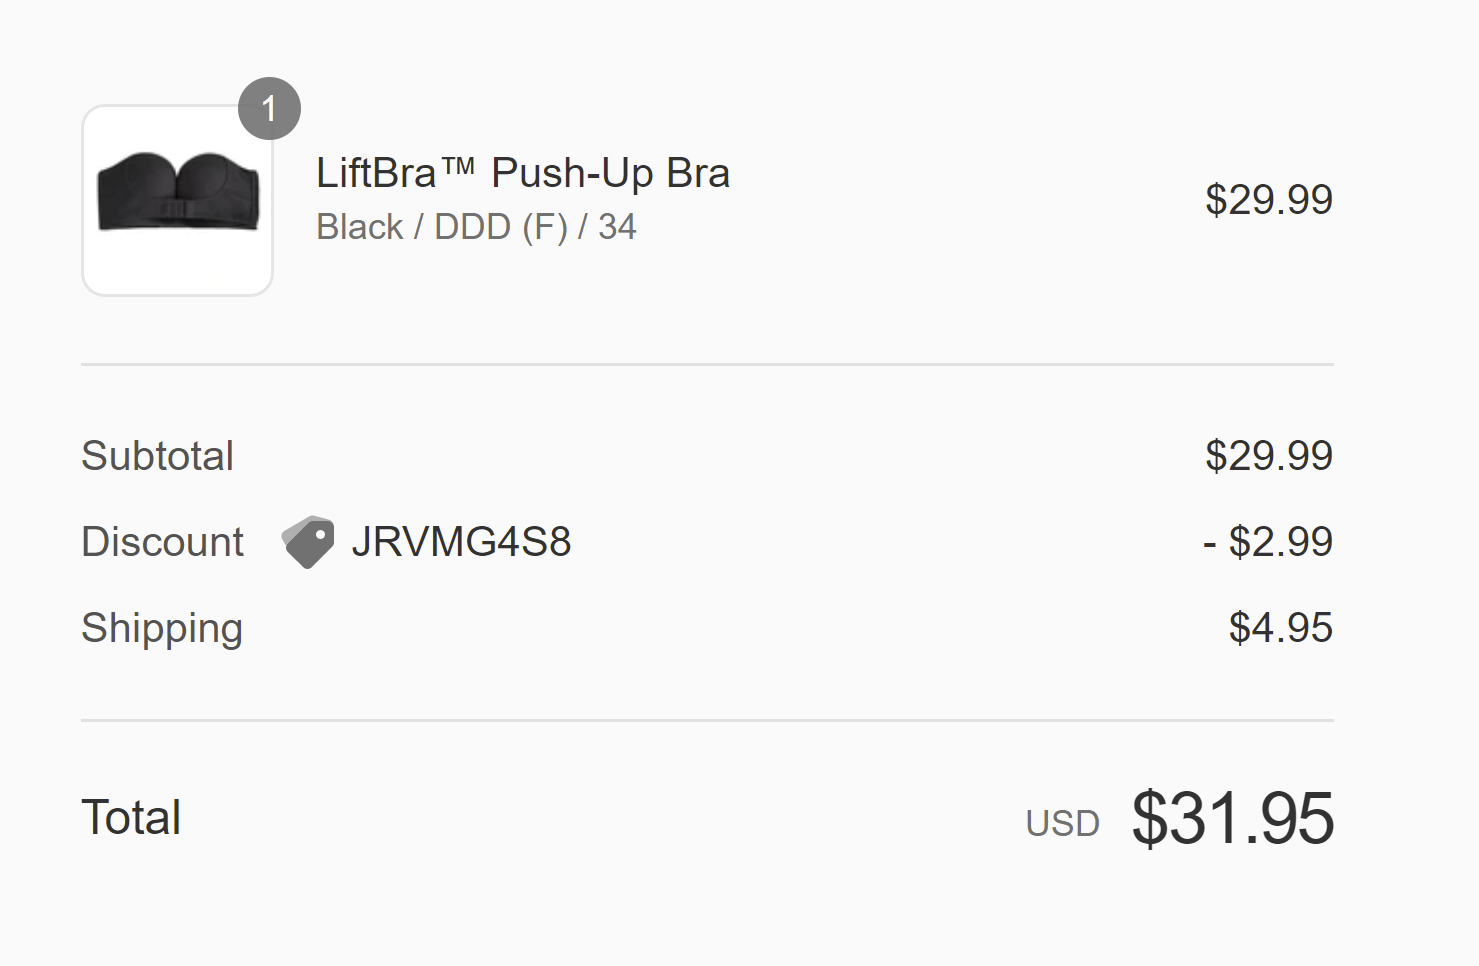 1
LiftBra™ Push-Up Bra
Black / DDD (F) / 34
$29.99
Subtotal $29.99
Discount JRVMG4S8 - $2.99
Shipping $4.95
Total USD $31.95